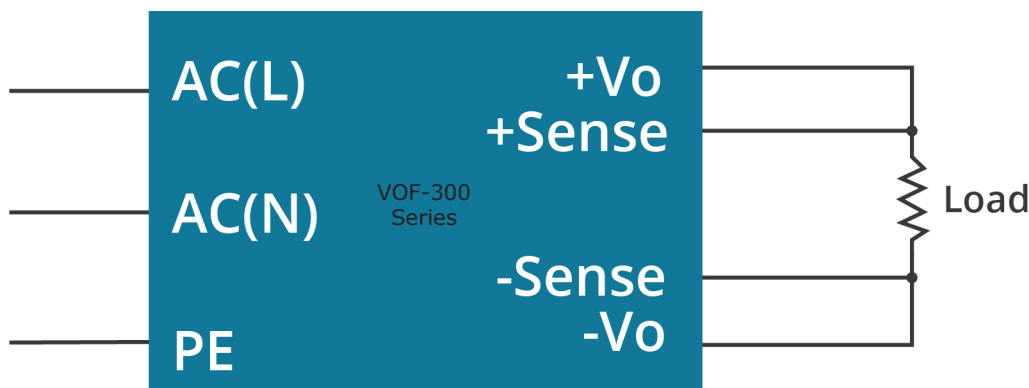 AC(L)
+Vo
+Sense
VOF-300
Series
AC(N)
Load
-Sense
-Vo
PE